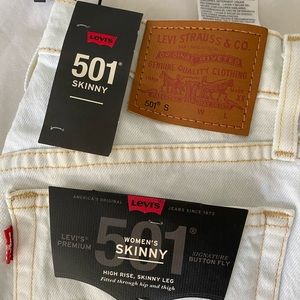 Levi's
501®
SKINNY
LEVI STRAUSS & CO.
ORIGINAL RIVETED
QUALITY CLOTHING
501® S
W
L
AMERICA'S ORIGINAL
JEANS SINCE 1873
Levi's
501®
LEVI'S®
PREMIUM
WOMEN'S
SKINNY
SIGNATURE
BUTTON FLY
HIGH RISE, SKINNY LEG
Fitted through hip and thigh